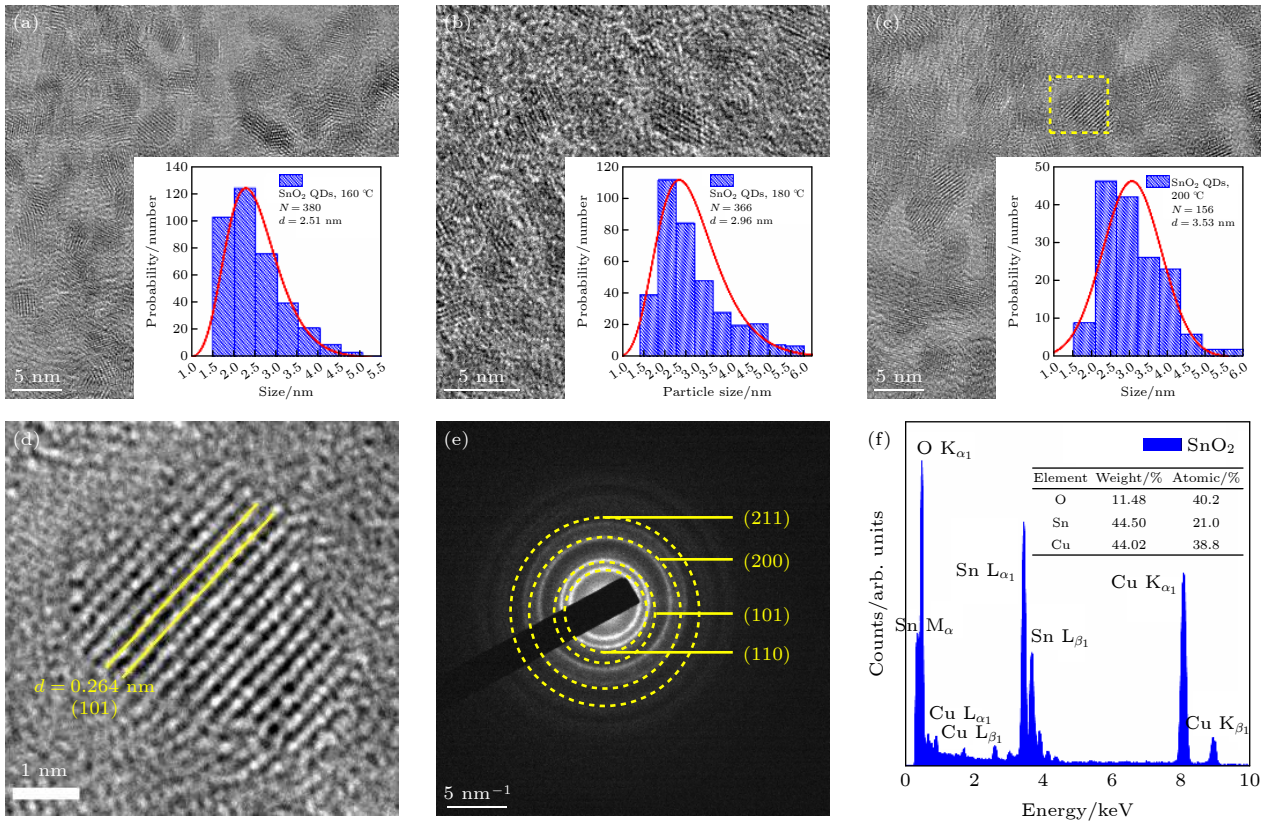 (a)
140
120
100
80
60
40
20
0
Probability/number
SnO₂ QDs, 160 ℃
N = 380
d = 2.51 nm
1.0 1.5 2.0 2.5 3.0 3.5 4.0 4.5 5.0 5.5
Size/nm
5 nm
(b)
120
100
80
60
40
20
0
Probability/number
SnO₂ QDs, 180 ℃
N = 366
d = 2.96 nm
1.0 1.5 2.0 2.5 3.0 3.5 4.0 4.5 5.0 5.5 6.0
Particle size/nm
5 nm
(c)
50
40
30
20
10
0
Probability/number
SnO₂ QDs,
200 ℃
N = 156
d = 3.53 nm
1.0 1.5 2.0 2.5 3.0 3.5 4.0 4.5 5.0 5.5 6.0
Size/nm
5 nm
(d)
d = 0.264 nm
(101)
1 nm
(e)
(211)
(200)
(101)
(110)
5 nm⁻¹
(f)
SnO₂
O Kα₁
Element Weight/% Atomic/%
O 11.48 40.2
Sn 44.50 21.0
Cu 44.02 38.8
Sn Lα₁
Cu Kα₁
Sn Mα
Sn Lβ₁
Cu Lα₁
Cu Lβ₁
Cu Kβ₁
Counts/arb. units
0 2 4 6 8 10
Energy/keV